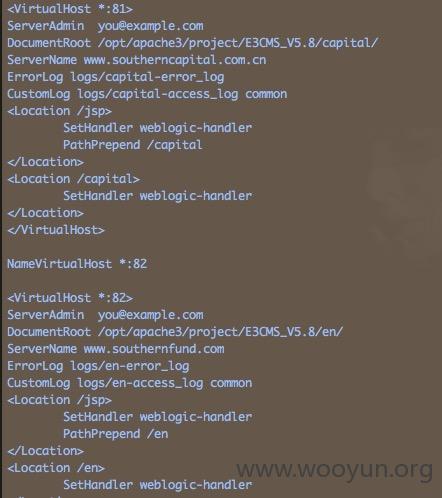 <VirtualHost *:81>
ServerAdmin  you@example.com
DocumentRoot /opt/apache3/project/E3CMS_V5.8/capital/
ServerName www.southerncapital.com.cn
ErrorLog logs/capital-error_log
CustomLog logs/capital-access_log common
<Location /jsp>
        SetHandler weblogic-handler
        PathPrepend /capital
</Location>
<Location /capital>
        SetHandler weblogic-handler
</Location>
</VirtualHost>

NameVirtualHost *:82

<VirtualHost *:82>
ServerAdmin  you@example.com
DocumentRoot /opt/apache3/project/E3CMS_V5.8/en/
ServerName www.southernfund.com
ErrorLog logs/en-error_log
CustomLog logs/en-access_log common
<Location /jsp>
        SetHandler weblogic-handler
        PathPrepend /en
</Location>
<Location /en>
        SetHandler weblogic-handler
www.wooyun.org